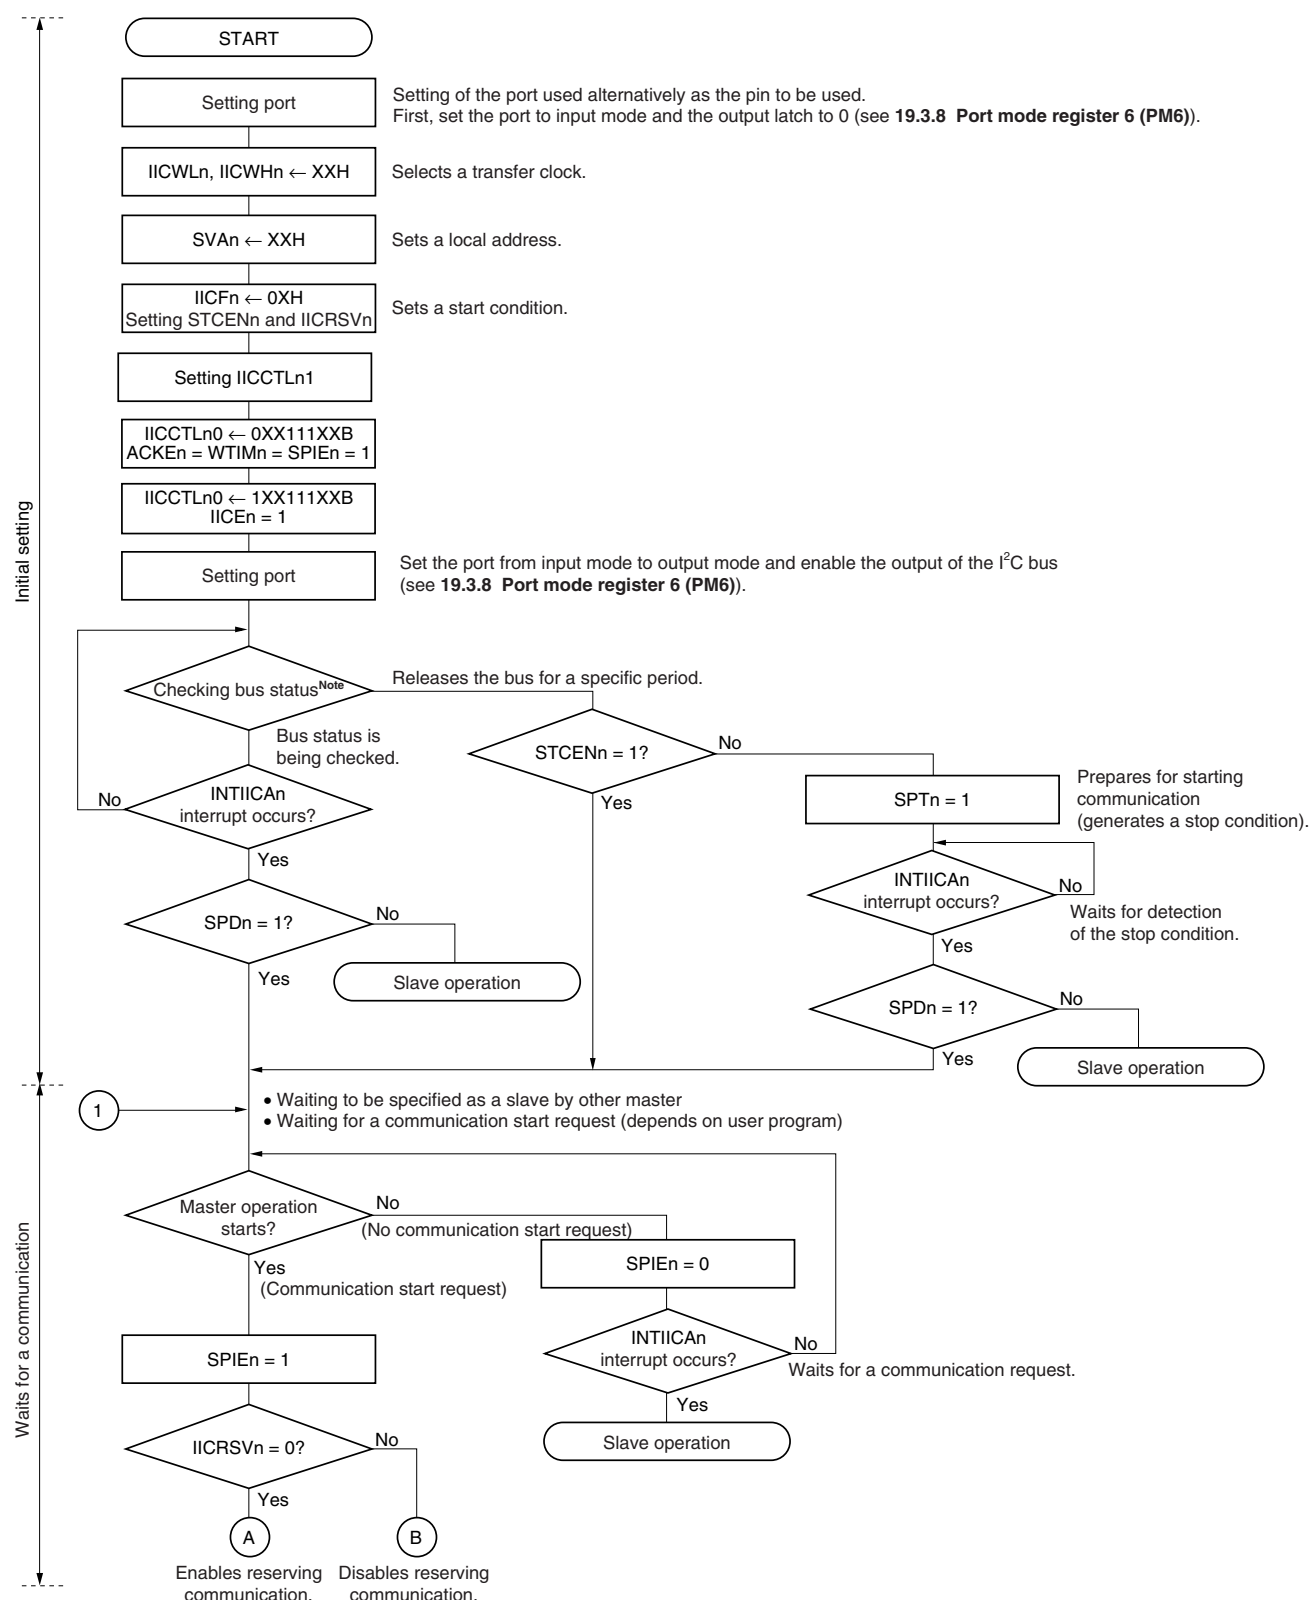 START
Setting port
Setting of the port used alternatively as the pin to be used.
First, set the port to input mode and the output latch to 0 (see 19.3.8 Port mode register 6 (PM6)).
IICWLn, IICWHn ← XXH
Selects a transfer clock.
SVAn ← XXH
Sets a local address.
IICFn ← 0XH
Setting STCENn and IICRSVn
Sets a start condition.
Setting IICCTLn1
IICCTLn0 ← 0XX111XXB
ACKEn = WTIMn = SPIEn = 1
IICCTLn0 ← 1XX111XXB
IICEn = 1
Setting port
Set the port from input mode to output mode and enable the output of the I2C bus
(see 19.3.8 Port mode register 6 (PM6)).
Initial setting
Checking bus statusNote
Releases the bus for a specific period.
Bus status is
being checked.
STCENn = 1?
No
Yes
SPTn = 1
Prepares for starting
communication
(generates a stop condition).
INTIICAn
interrupt occurs?
No
Yes
INTIICAn
interrupt occurs?
No
Waits for detection
of the stop condition.
Yes
SPDn = 1?
No
Yes
Slave operation
SPDn = 1?
No
Yes
Slave operation
1
• Waiting to be specified as a slave by other master
• Waiting for a communication start request (depends on user program)
Waits for a communication
Master operation
starts?
No
(No communication start request)
Yes
(Communication start request)
SPIEn = 0
INTIICAn
interrupt occurs?
No
Waits for a communication request.
Yes
Slave operation
SPIEn = 1
IICRSVn = 0?
No
Yes
A
B
Enables reserving
communication.
Disables reserving
communication.